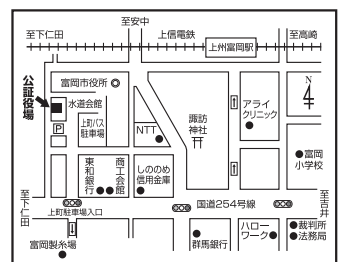 至安中
至下仁田
上信電鉄
至高崎
上州富岡駅
公証役場
富岡市役所
水道会館
P
上町バス
駐車場
NTT
諏訪
神社
アライ
クリニック
N
4
富岡
小学校
東和銀行
商工会館
しののめ
信用金庫
至下仁田
上町駐車場入口
国道254号線
至吉井
富岡製糸場
群馬銀行
ハロー
ワーク
裁判所
法務局